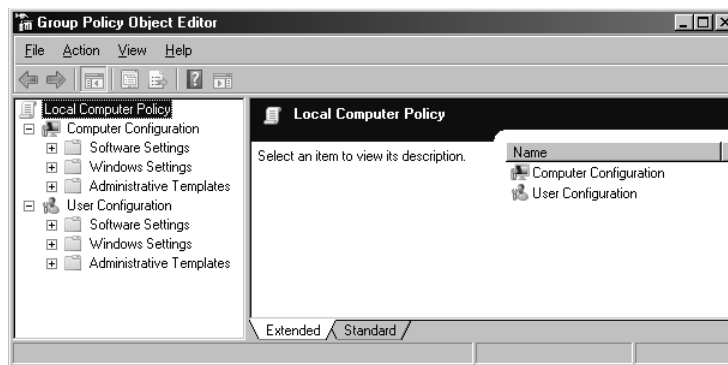 Group Policy Object Editor
File Action View Help
Local Computer Policy
Computer Configuration
Software Settings
Windows Settings
Administrative Templates
User Configuration
Software Settings
Windows Settings
Administrative Templates
Local Computer Policy
Select an item to view its description.
Name
Computer Configuration
User Configuration
Extended Standard